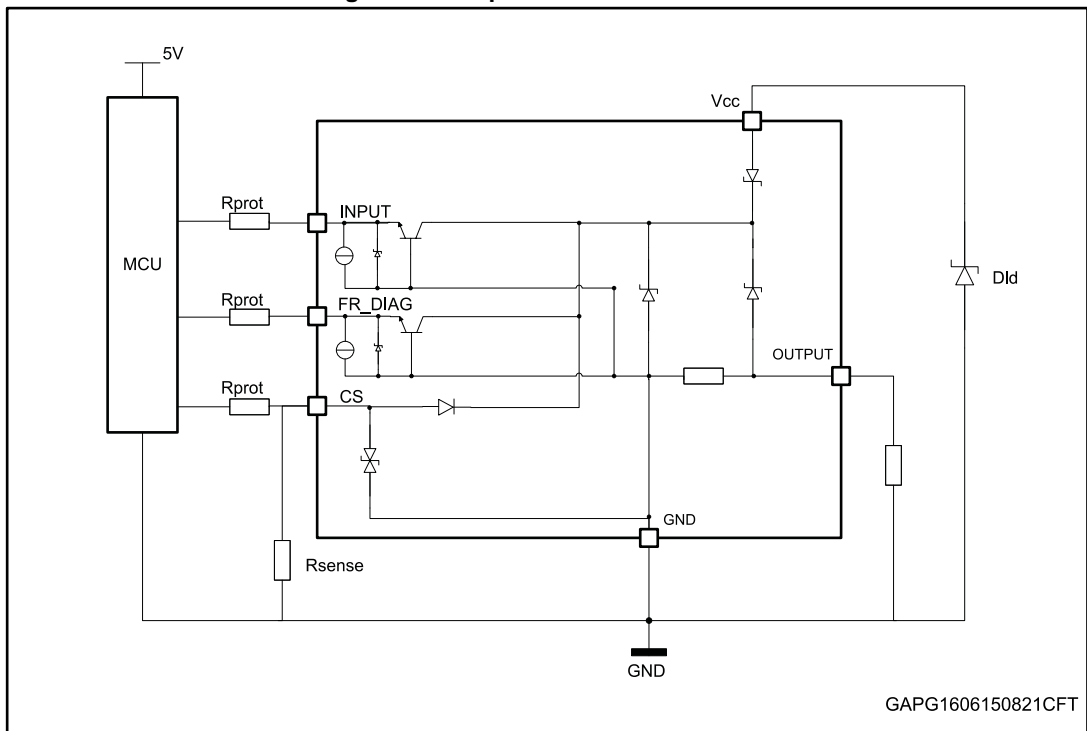 5V
Vcc
Rprot
INPUT
MCU
Dld
Rprot
FR_DIAG
OUTPUT
Rprot
CS
GND
Rsense
GND
GAPG1606150821CFT